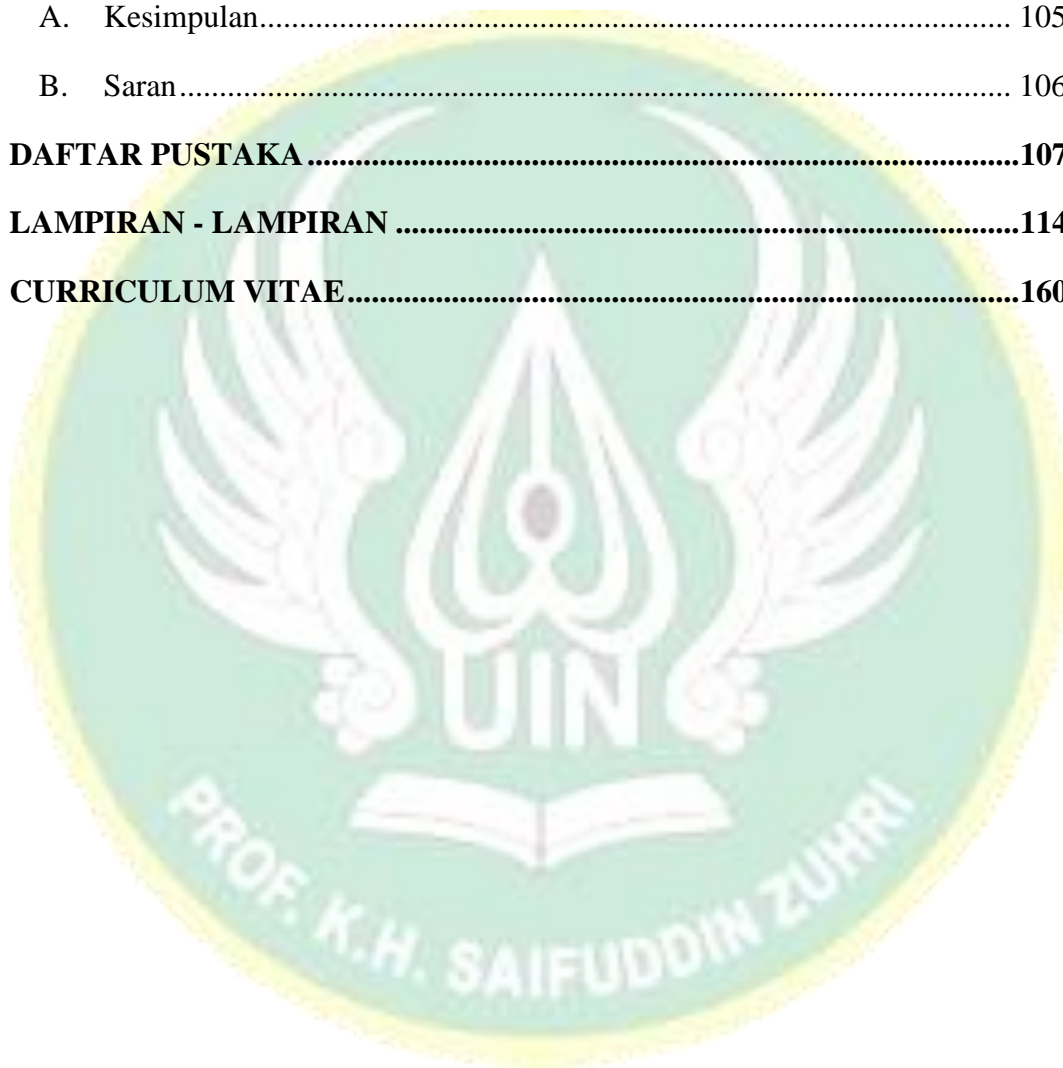 A. Kesimpulan.......................................................................................... 105
B. Saran.................................................................................................... 106
DAFTAR PUSTAKA..........................................................................................107
LAMPIRAN - LAMPIRAN..............................................................................114
CURRICULUM VITAE.....................................................................................160
UIN
PROF. K.H. SAIFUDDIN ZUHRI